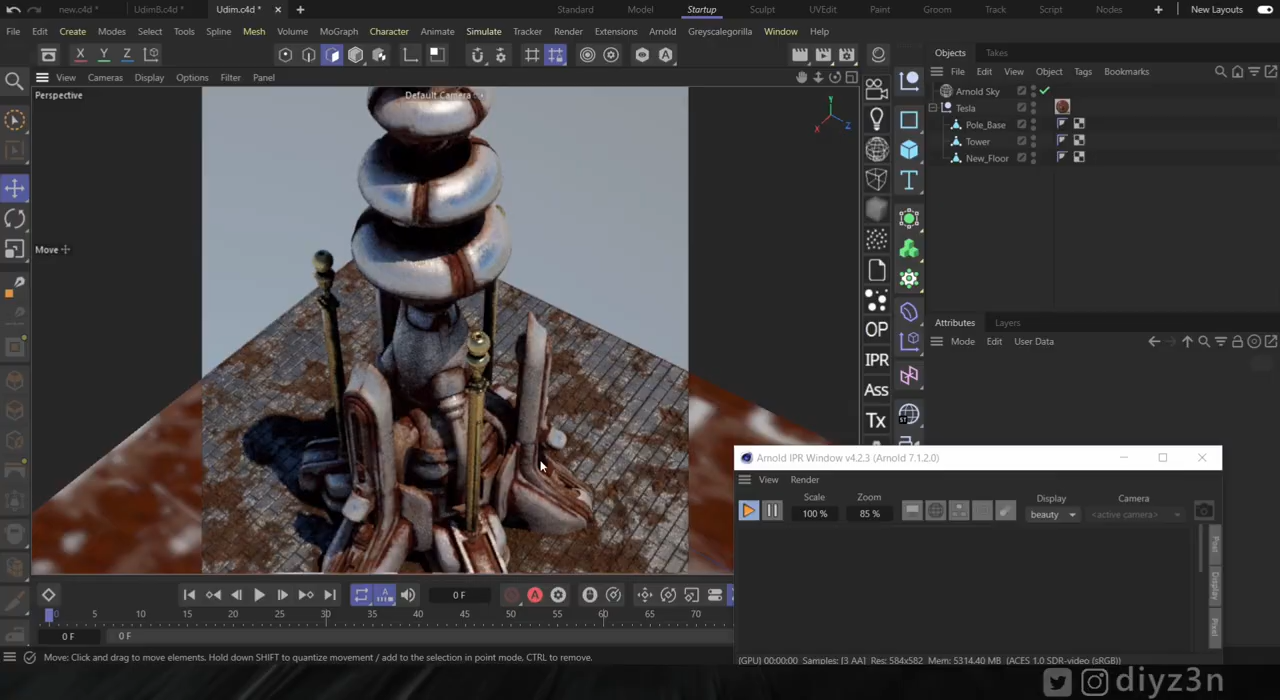 new.c4d * UdimB.c4d * Udim.c4d * Standard Model Startup Sculpt UVEdit Paint Groom Track Script Nodes New Layouts
File Edit Create Modes Select Tools Spline Mesh Volume MoGraph Character Animate Simulate Tracker Render Extensions Arnold Greyscalegorilla Window Help
X Y Z
Objects Takes
View Cameras Display Options Filter Panel
File Edit View Object Tags Bookmarks
Perspective
Default Camera
Y
X
Z
Arnold Sky
Tesla
Pole_Base
Tower
New_Floor
Move
Attributes Layers
Mode Edit User Data
OP
IPR
Ass
Tx
Arnold IPR Window v4.2.3 (Arnold 7.1.2.0)
View Render
Scale Zoom Display Camera
100 % 85 % beauty <active camera>
Post
Display
Pixel
0 F
0 5 10 15 20 25 30 35 40 45 50 55 60 65 70
0 F 0 F
Move: Click and drag to move elements. Hold down SHIFT to quantize movement / add to the selection in point mode, CTRL to remove.
(GPU) 00:00:00 Samples: [3 AA] Res: 584x582 Mem: 5314.40 MB (ACES 1.0 SDR-video (sRGB))
diyz3n